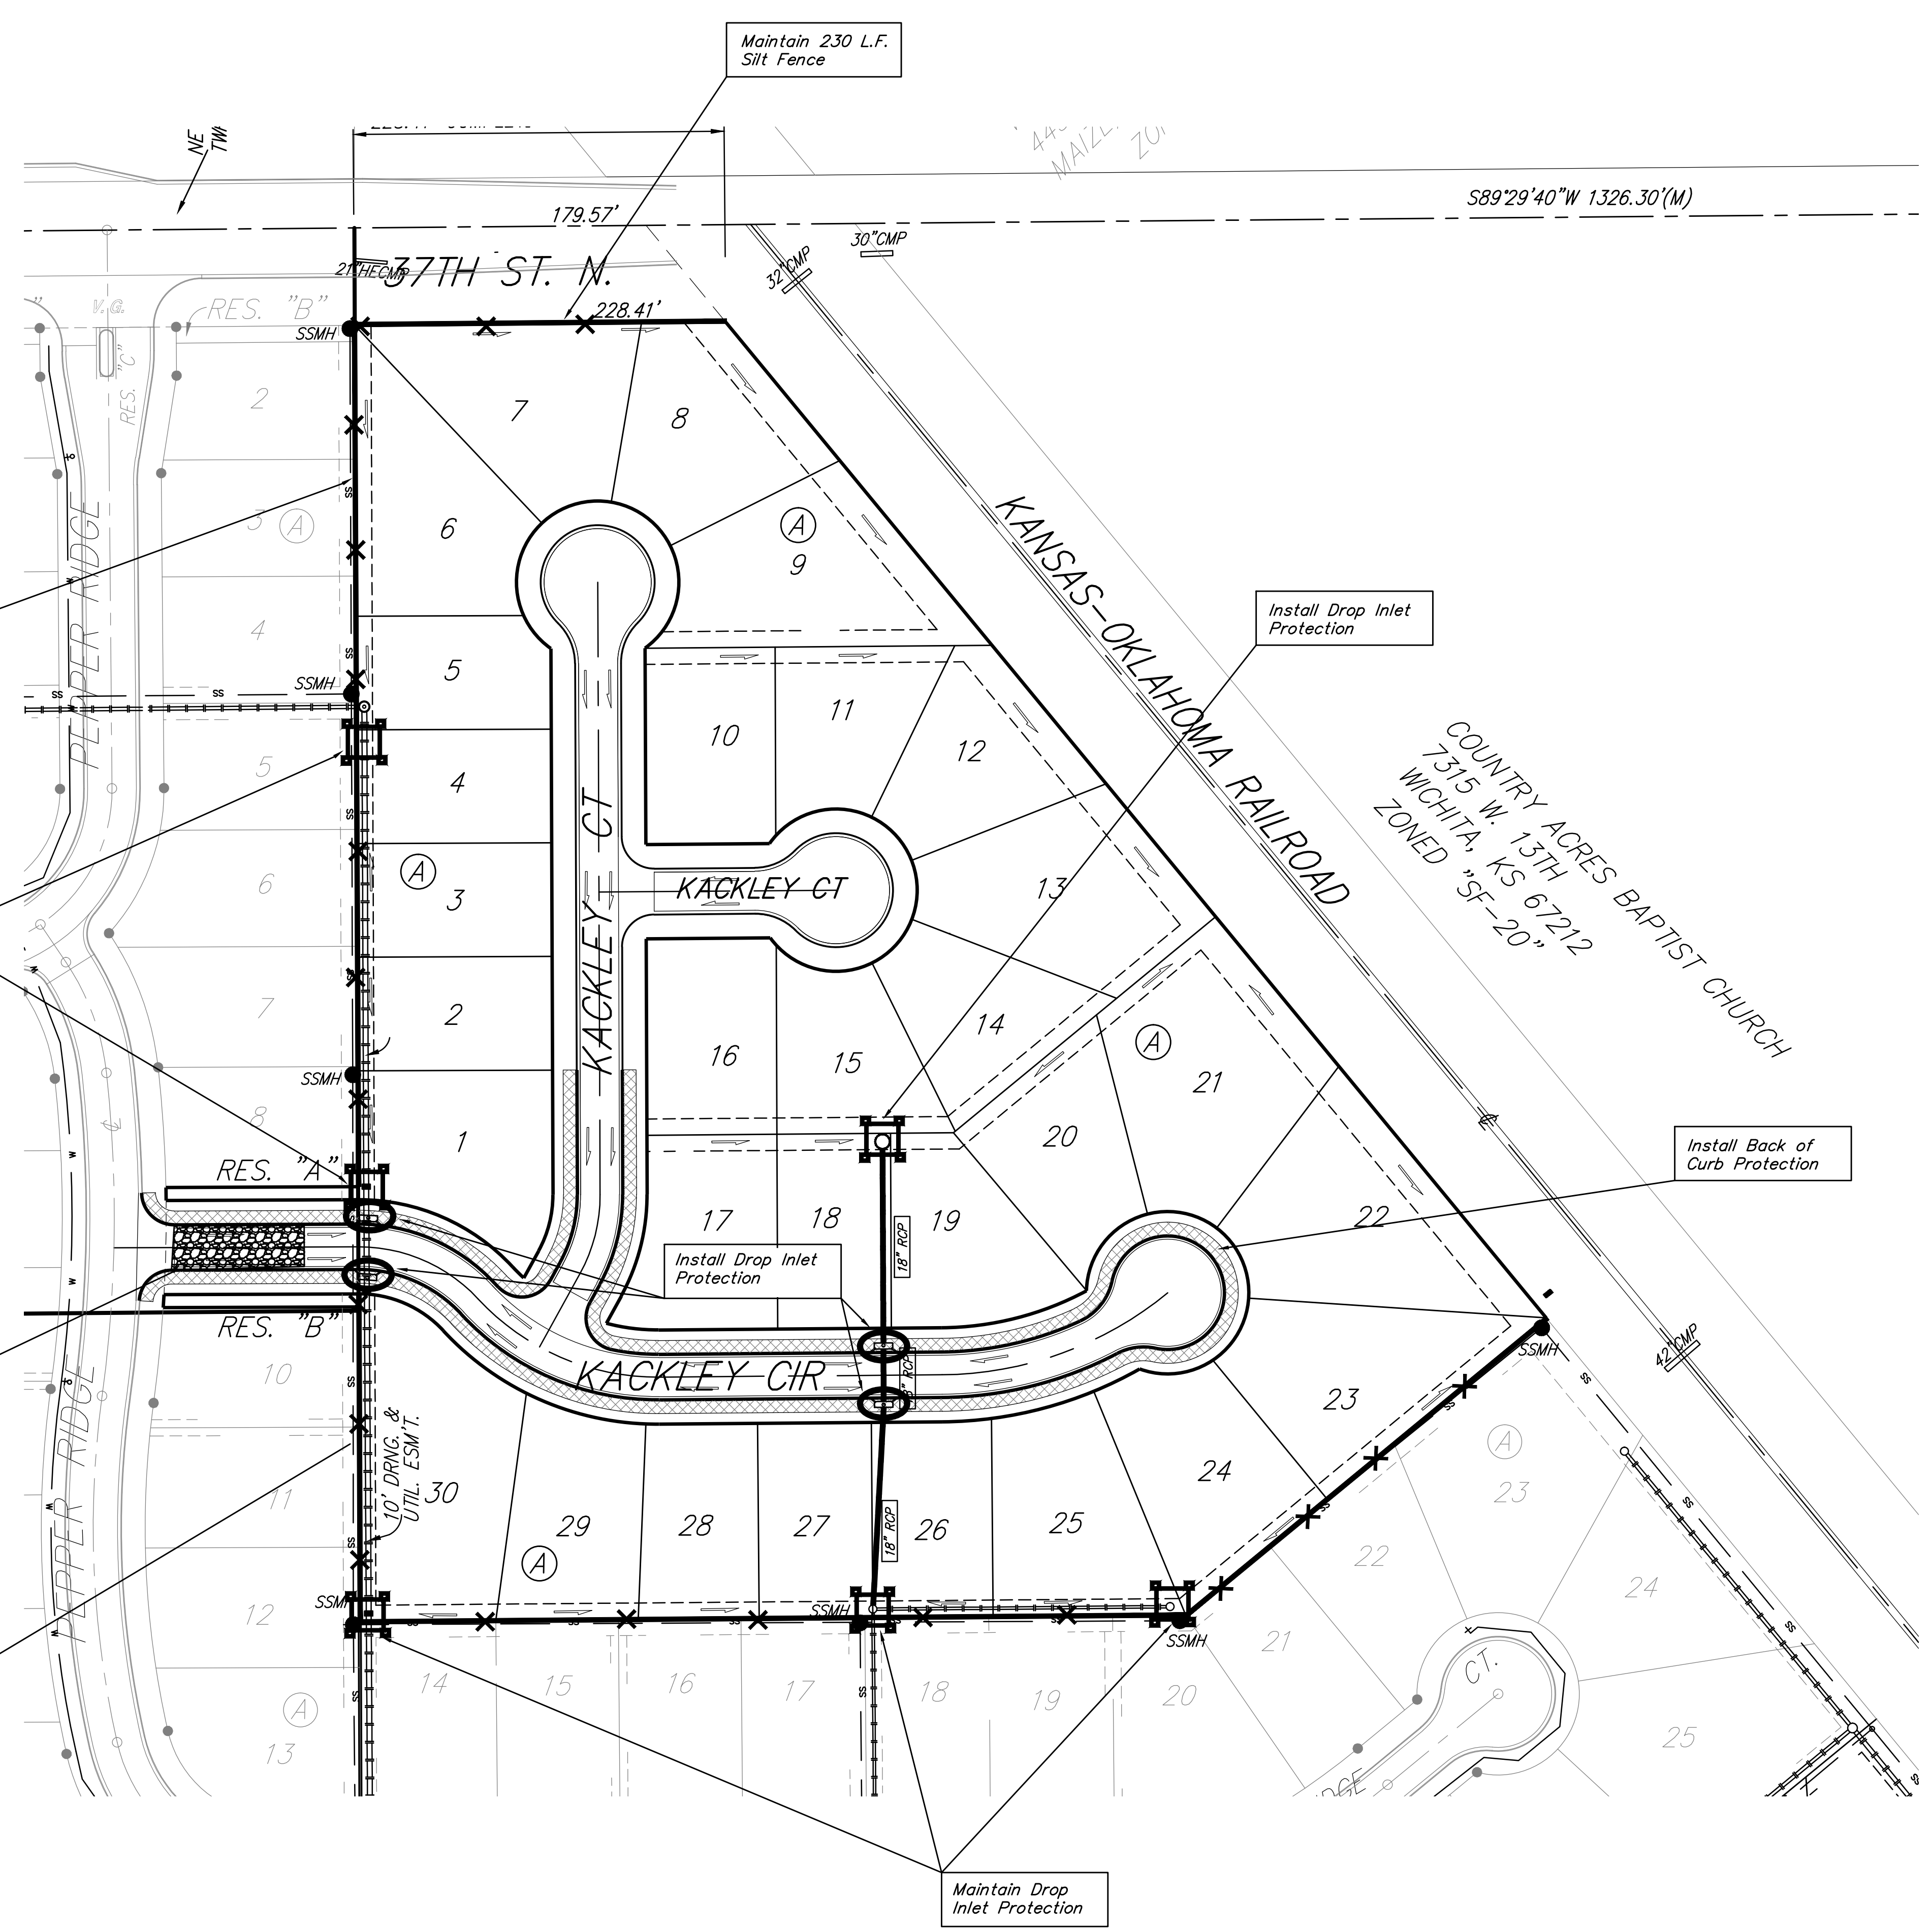 Maintain 230 L.F.
Silt Fence
NE
MAIZE
S89°29'40"W 1326.30'(M)
179.57'
30"CMP
32"CMP
37TH ST. N.
228.41'
RES. "B"
V.G.
RES. "C"
SSMH
2
7
8
3
A
6
A
9
PEPPER RIDGE
KANSAS-OKLAHOMA RAILROAD
Install Drop Inlet
Protection
4
5
SSMH
SS
SS
10
11
12
COUNTRY ACRES BAPTIST CHURCH
7315 W. 13TH
WICHITA, KS 67212
ZONED "SF-20"
5
4
KACKLEY CT
A
6
3
KACKLEY CT
13
7
2
16
15
14
A
21
SSMH
8
1
20
Install Back of
Curb Protection
RES. "A"
17
18
19
22
18" RCP
Install Drop Inlet
Protection
RES. "B"
KACKLEY CIR
SSMH
42"CMP
10
23
A
PEPPER RIDGE
10' DRNG. &
UTIL. ESM'T.
11
30
29
28
27
18" RCP
26
25
24
23
A
22
24
12
SSMH
SSMH
SSMH
21
A
13
14
15
16
17
18
19
20
CT.
25
Maintain Drop
Inlet Protection